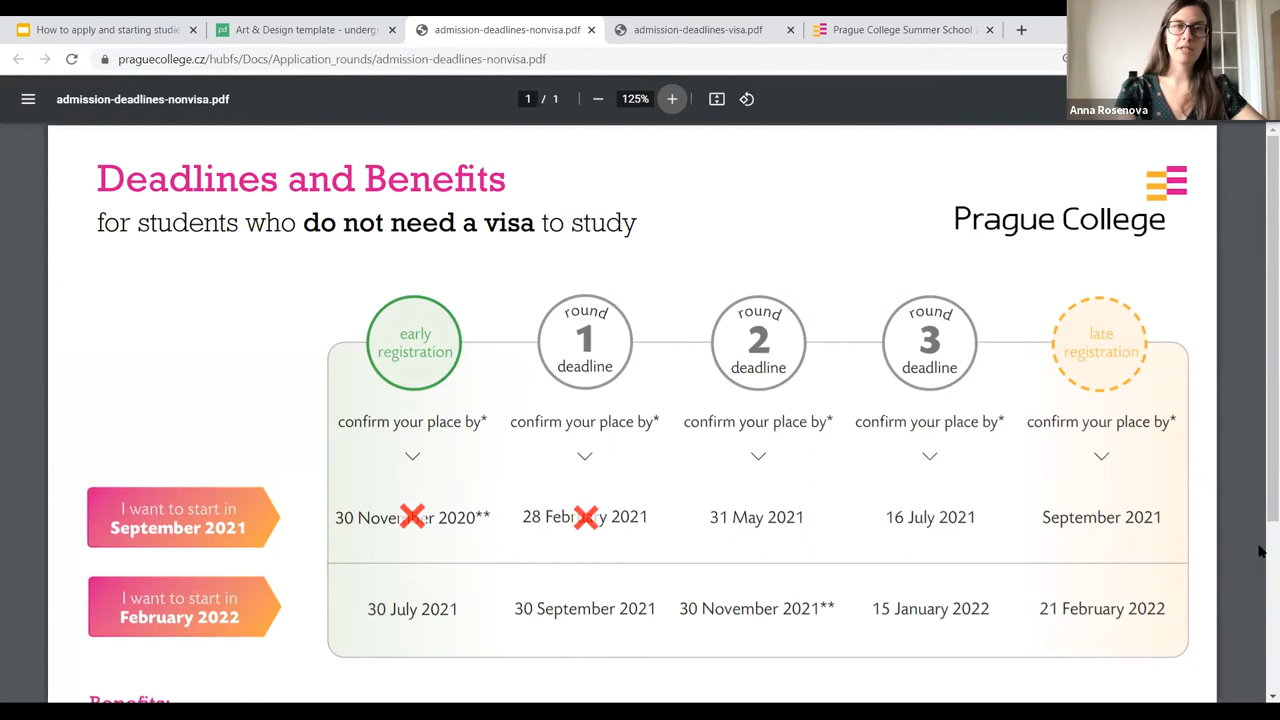 How to apply and starting studie
Art & Design template - underg
admission-deadlines-nonvisa.pdf
admission-deadlines-visa.pdf
Prague College Summer School
praguecollege.cz/hubfs/Docs/Application_rounds/admission-deadlines-nonvisa.pdf
Anna Rosenova
admission-deadlines-nonvisa.pdf
1 / 1
125%
Deadlines and Benefits
for students who do not need a visa to study
Prague College
early
registration
round
1
deadline
round
2
deadline
round
3
deadline
late
registration
confirm your place by*
confirm your place by*
confirm your place by*
confirm your place by*
confirm your place by*
I want to start in
September 2021
30 November 2020**
28 February 2021
31 May 2021
16 July 2021
September 2021
I want to start in
February 2022
30 July 2021
30 September 2021
30 November 2021**
15 January 2022
21 February 2022
Benefits: